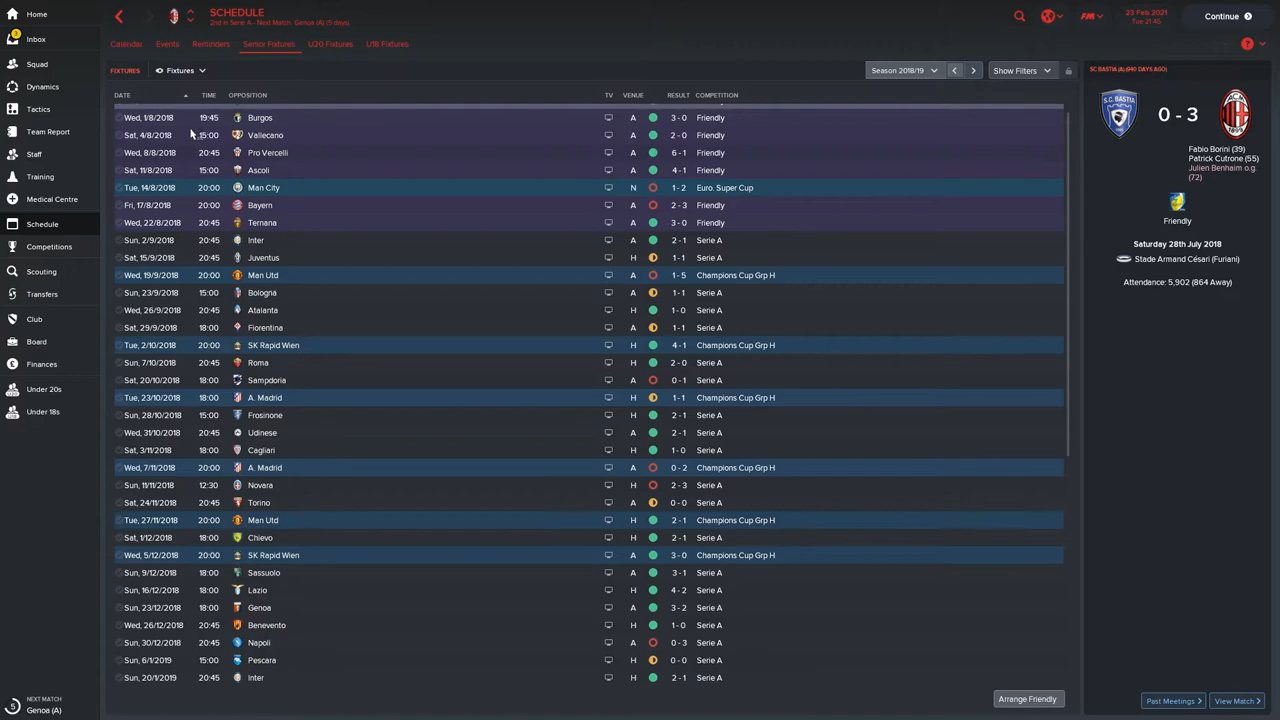 Home
SCHEDULE
2nd in Serie A - Next Match: Genoa (A) (5 days)
FM
23 Feb 2021
Tue 21:45
Continue
3
Inbox
Squad
Dynamics
Tactics
Team Report
Staff
Training
Medical Centre
Schedule
Competitions
Scouting
Transfers
Club
Board
Finances
Under 20s
Under 18s
5
NEXT MATCH
Genoa (A)
Calendar Events Reminders Senior Fixtures U20 Fixtures U18 Fixtures
?
FIXTURES Fixtures Season 2018/19 Show Filters
DATE TIME OPPOSITION TV VENUE RESULT COMPETITION
Wed, 1/8/2018 19:45 Burgos A 3 - 0 Friendly
Sat, 4/8/2018 15:00 Vallecano A 2 - 0 Friendly
Wed, 8/8/2018 20:45 Pro Vercelli A 6 - 1 Friendly
Sat, 11/8/2018 15:00 Ascoli A 4 - 1 Friendly
Tue, 14/8/2018 20:00 Man City N 1 - 2 Euro. Super Cup
Fri, 17/8/2018 20:00 Bayern A 2 - 3 Friendly
Wed, 22/8/2018 20:45 Ternana A 3 - 0 Friendly
Sun, 2/9/2018 20:45 Inter A 2 - 1 Serie A
Sat, 15/9/2018 20:45 Juventus H 1 - 1 Serie A
Wed, 19/9/2018 20:00 Man Utd A 1 - 5 Champions Cup Grp H
Sun, 23/9/2018 15:00 Bologna A 1 - 1 Serie A
Wed, 26/9/2018 20:45 Atalanta H 1 - 0 Serie A
Sat, 29/9/2018 18:00 Fiorentina A 1 - 1 Serie A
Tue, 2/10/2018 20:00 SK Rapid Wien H 4 - 1 Champions Cup Grp H
Sun, 7/10/2018 20:45 Roma H 2 - 0 Serie A
Sat, 20/10/2018 18:00 Sampdoria A 0 - 1 Serie A
Tue, 23/10/2018 18:00 A. Madrid H 1 - 1 Champions Cup Grp H
Sun, 28/10/2018 15:00 Frosinone H 2 - 1 Serie A
Wed, 31/10/2018 20:45 Udinese A 2 - 1 Serie A
Sat, 3/11/2018 18:00 Cagliari H 1 - 0 Serie A
Wed, 7/11/2018 20:00 A. Madrid A 0 - 2 Champions Cup Grp H
Sun, 11/11/2018 12:30 Novara H 2 - 3 Serie A
Sat, 24/11/2018 20:45 Torino A 0 - 0 Serie A
Tue, 27/11/2018 20:00 Man Utd H 2 - 1 Champions Cup Grp H
Sat, 1/12/2018 18:00 Chievo H 2 - 1 Serie A
Wed, 5/12/2018 20:00 SK Rapid Wien A 3 - 0 Champions Cup Grp H
Sun, 9/12/2018 18:00 Sassuolo A 3 - 1 Serie A
Sun, 16/12/2018 18:00 Lazio H 4 - 2 Serie A
Sun, 23/12/2018 18:00 Genoa A 3 - 2 Serie A
Wed, 26/12/2018 20:45 Benevento H 1 - 0 Serie A
Sun, 30/12/2018 20:45 Napoli A 0 - 3 Serie A
Sun, 6/1/2019 15:00 Pescara H 0 - 0 Serie A
Sun, 20/1/2019 20:45 Inter H 2 - 1 Serie A
Arrange Friendly
SC BASTIA (A) (940 DAYS AGO)
S.C. BASTIA
0 - 3
ACM
1899
Fabio Borini (39)
Patrick Cutrone (55)
Julien Benhaim o.g.
(72)
Friendly
Saturday 28th July 2018
Stade Armand Césari (Furiani)
Attendance: 5,902 (864 Away)
Past Meetings
View Match